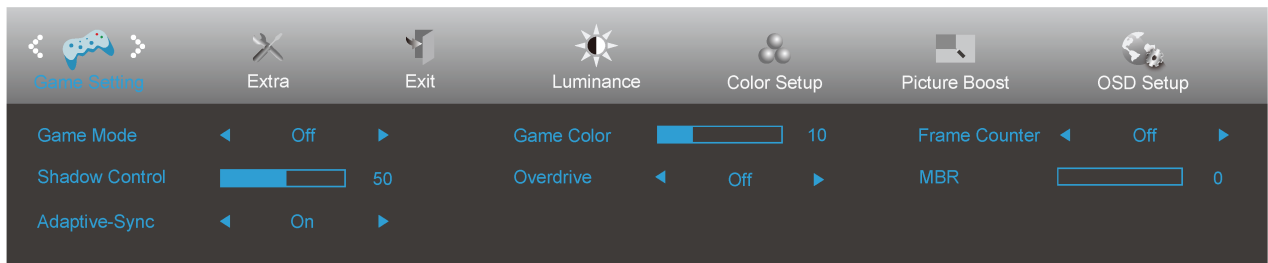 Game Setting Extra Exit Luminance Color Setup Picture Boost OSD Setup
Game Mode Off Game Color 10 Frame Counter Off
Shadow Control 50 Overdrive Off MBR 0
Adaptive-Sync On